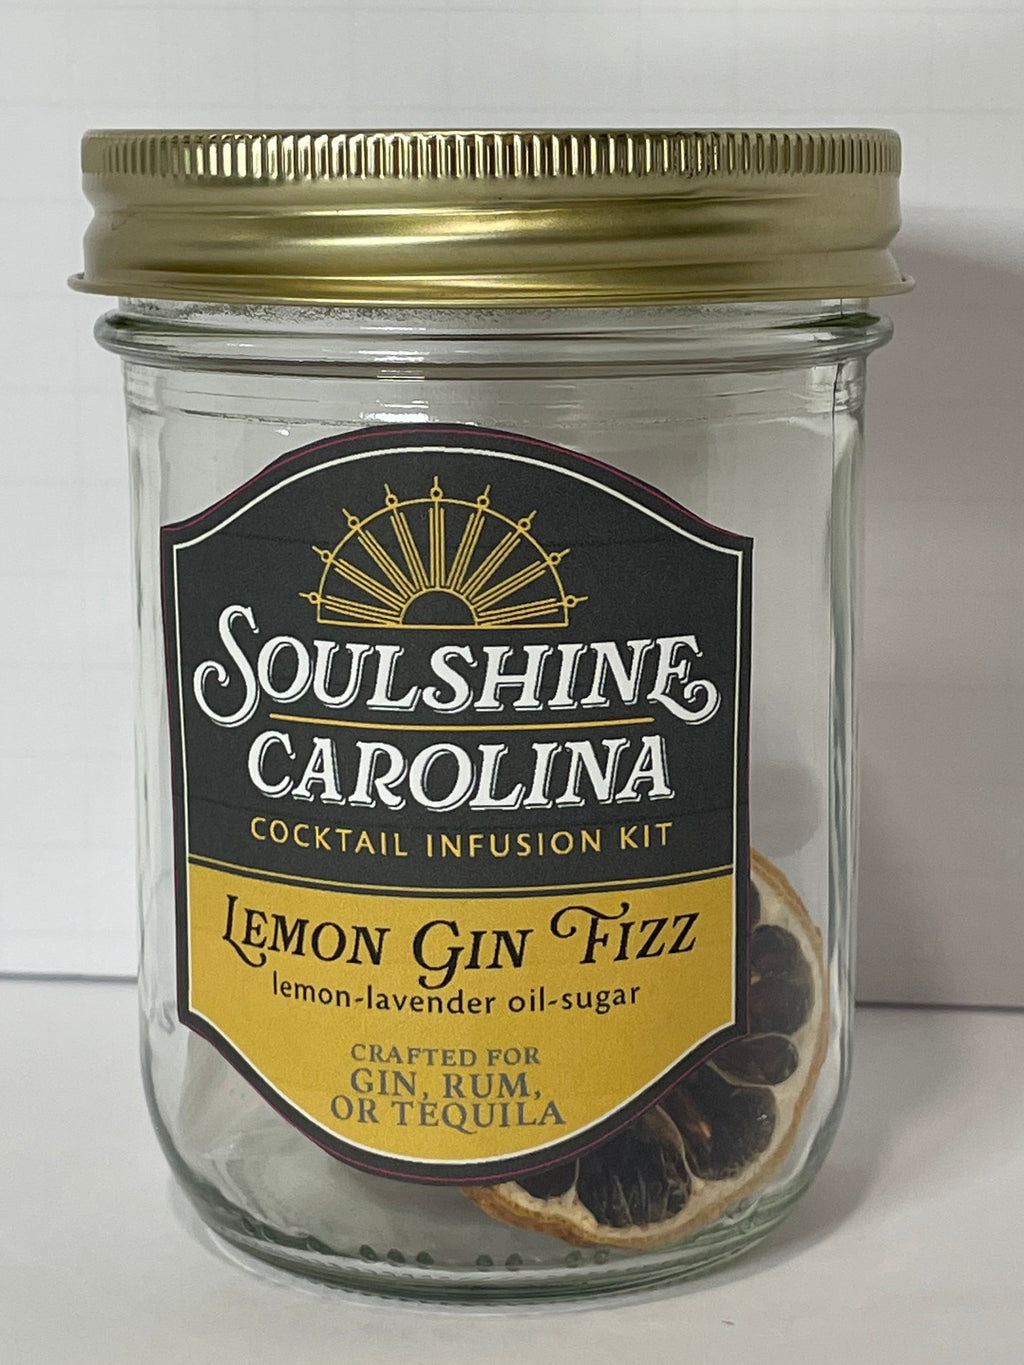 SOULSHINE
CAROLINA
COCKTAIL INFUSION KIT
LEMON GIN FIZZ
lemon-lavender oil-sugar
CRAFTED FOR
GIN, RUM,
OR TEQUILA